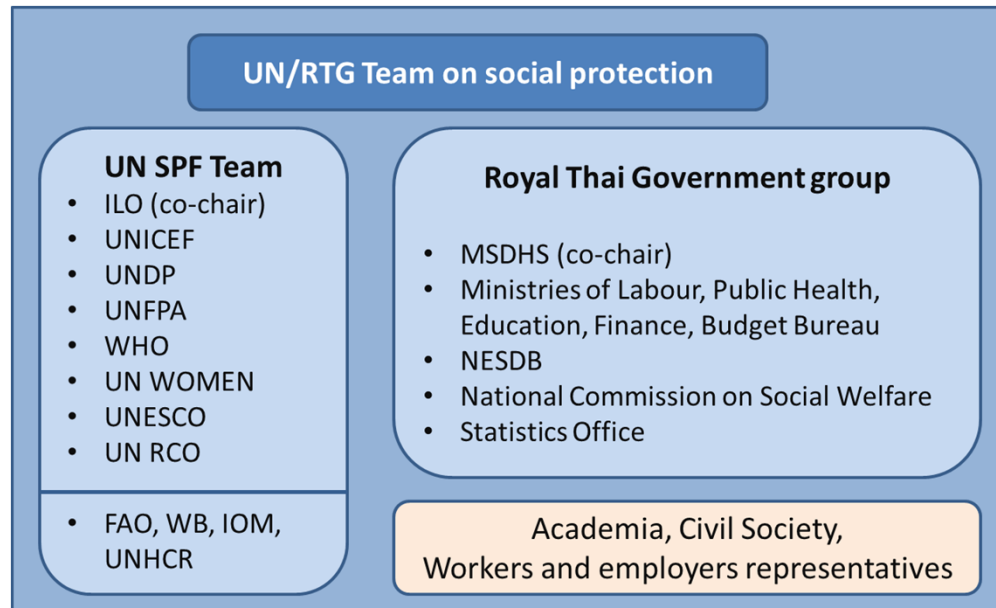 UN/RTG Team on social protection
UN SPF Team
• ILO (co-chair)
• UNICEF
• UNDP
• UNFPA
• WHO
• UN WOMEN
• UNESCO
• UN RCO
• FAO, WB, IOM,
UNHCR
Royal Thai Government group
• MSDHS (co-chair)
• Ministries of Labour, Public Health,
Education, Finance, Budget Bureau
• NESDB
• National Commission on Social Welfare
• Statistics Office
Academia, Civil Society,
Workers and employers representatives